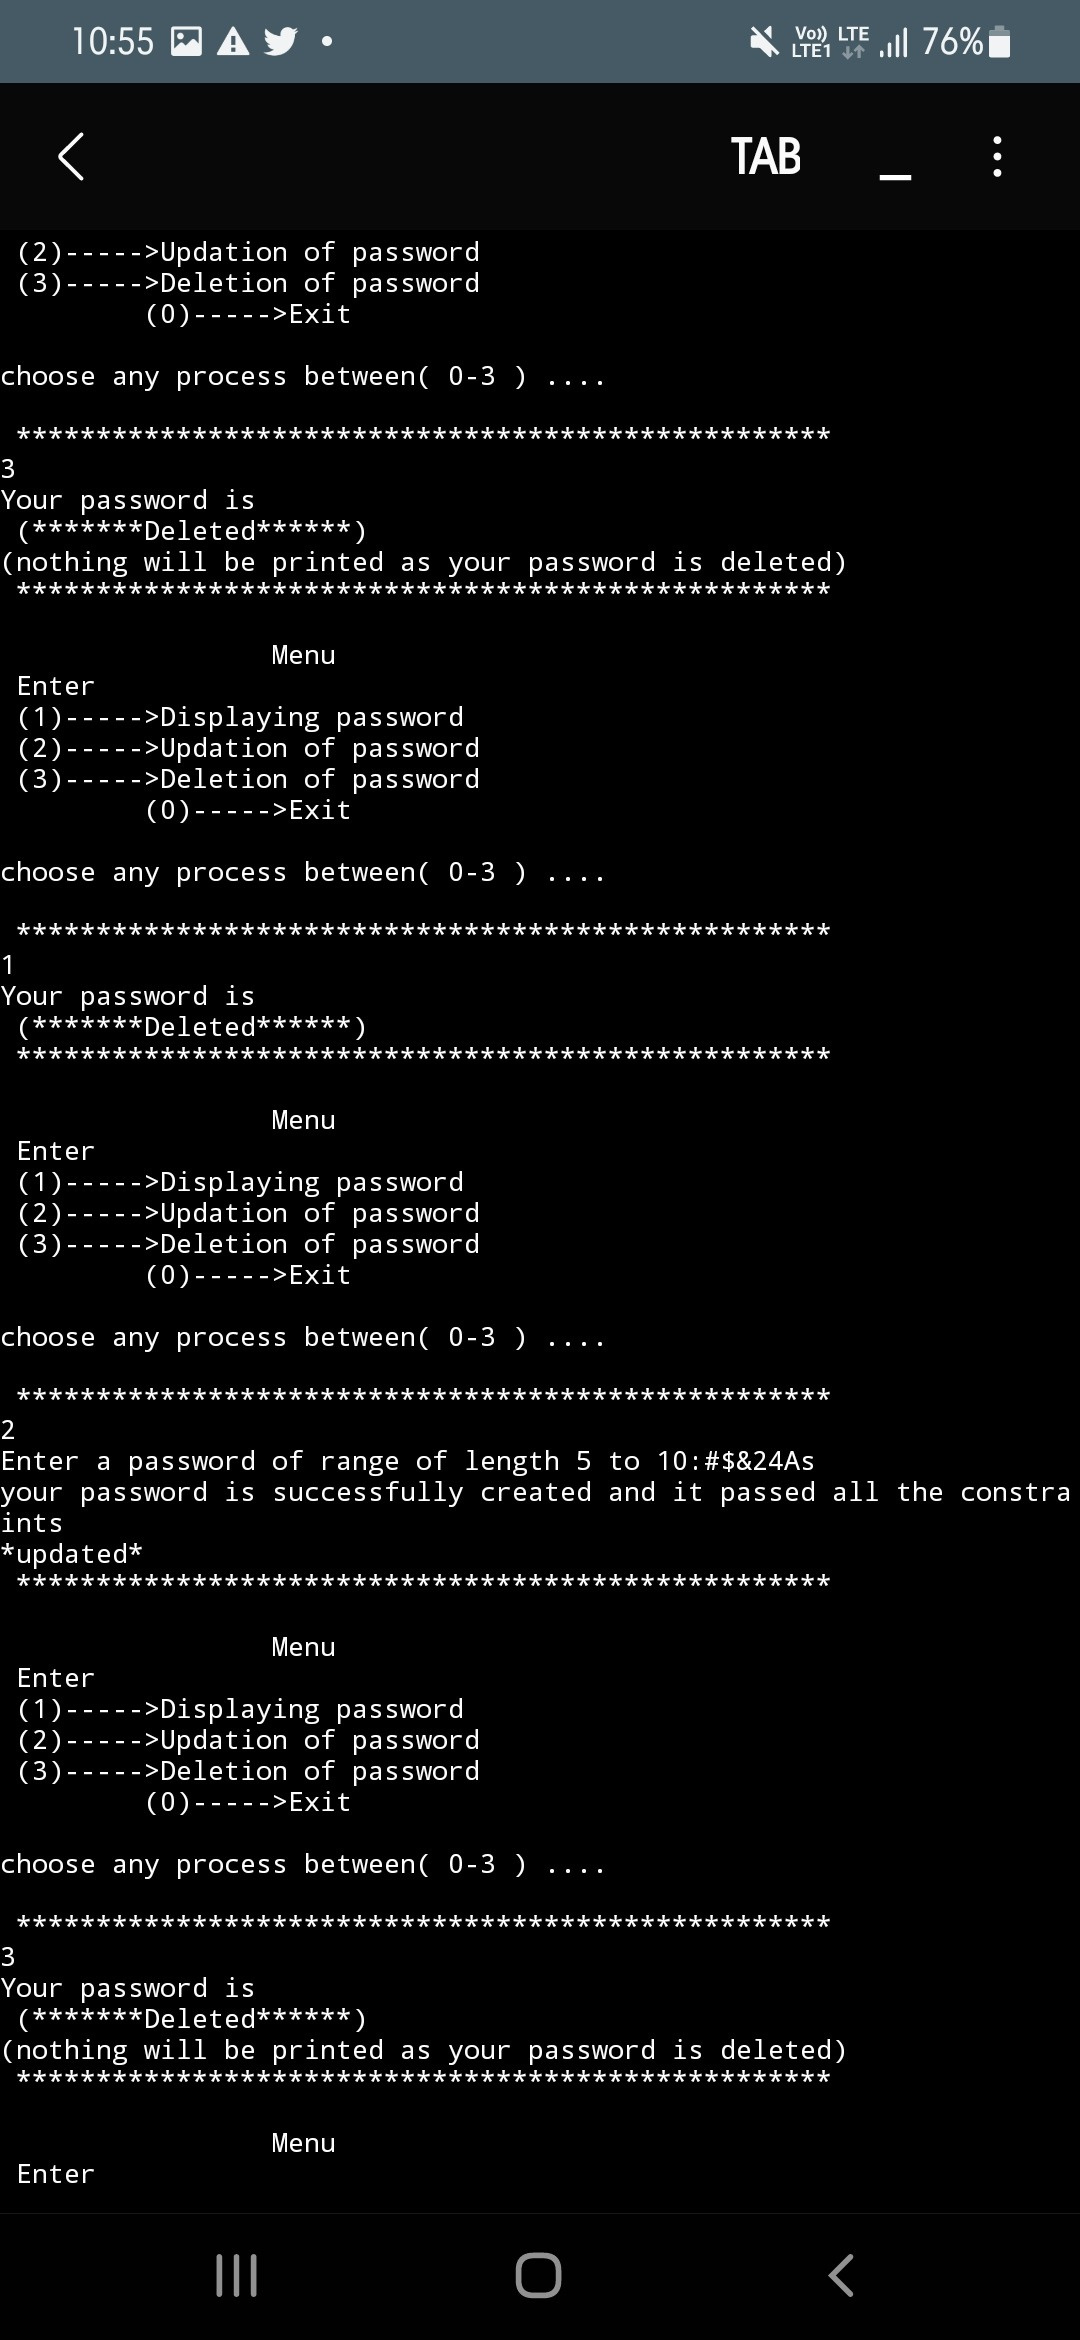 10:55 Vo)) LTE1 LTE 76%
TAB _
(2)----->Updation of password
(3)----->Deletion of password
(0)----->Exit
choose any process between( 0-3 ) ....
***************************************************
3
Your password is
(*******Deleted******)
(nothing will be printed as your password is deleted)
***************************************************
Menu
Enter
(1)----->Displaying password
(2)----->Updation of password
(3)----->Deletion of password
(0)----->Exit
choose any process between( 0-3 ) ....
***************************************************
1
Your password is
(*******Deleted******)
***************************************************
Menu
Enter
(1)----->Displaying password
(2)----->Updation of password
(3)----->Deletion of password
(0)----->Exit
choose any process between( 0-3 ) ....
***************************************************
2
Enter a password of range of length 5 to 10:#$&24As
your password is successfully created and it passed all the constra
ints
*updated*
***************************************************
Menu
Enter
(1)----->Displaying password
(2)----->Updation of password
(3)----->Deletion of password
(0)----->Exit
choose any process between( 0-3 ) ....
***************************************************
3
Your password is
(*******Deleted******)
(nothing will be printed as your password is deleted)
***************************************************
Menu
Enter